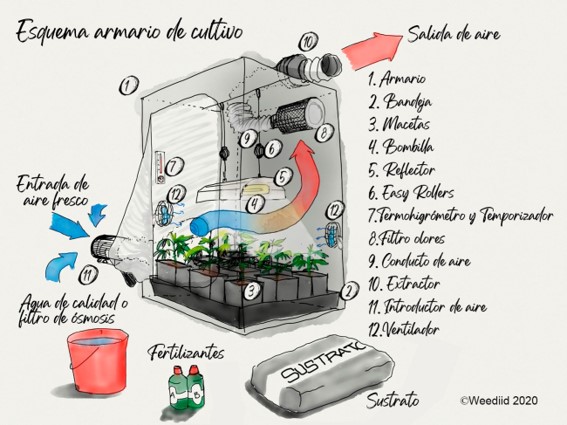 Esquema armario de cultivo
Salida de aire
1. Armario
2. Bandeja
3. Macetas
4. Bombilla
5. Reflector
6. Easy Rollers
7. Termohigrómetro y Temporizador
8. Filtro olores
9. Conducto de aire
10. Extractor
11. Introductor de aire
12. Ventilador
10
1
9
6
8
7
5
12
4
12
11
3
2
Entrada de
aire fresco
Agua de calidad o
filtro de ósmosis
Fertilizantes
A
B
SUSTRATO
Sustrato
©Weediid 2020